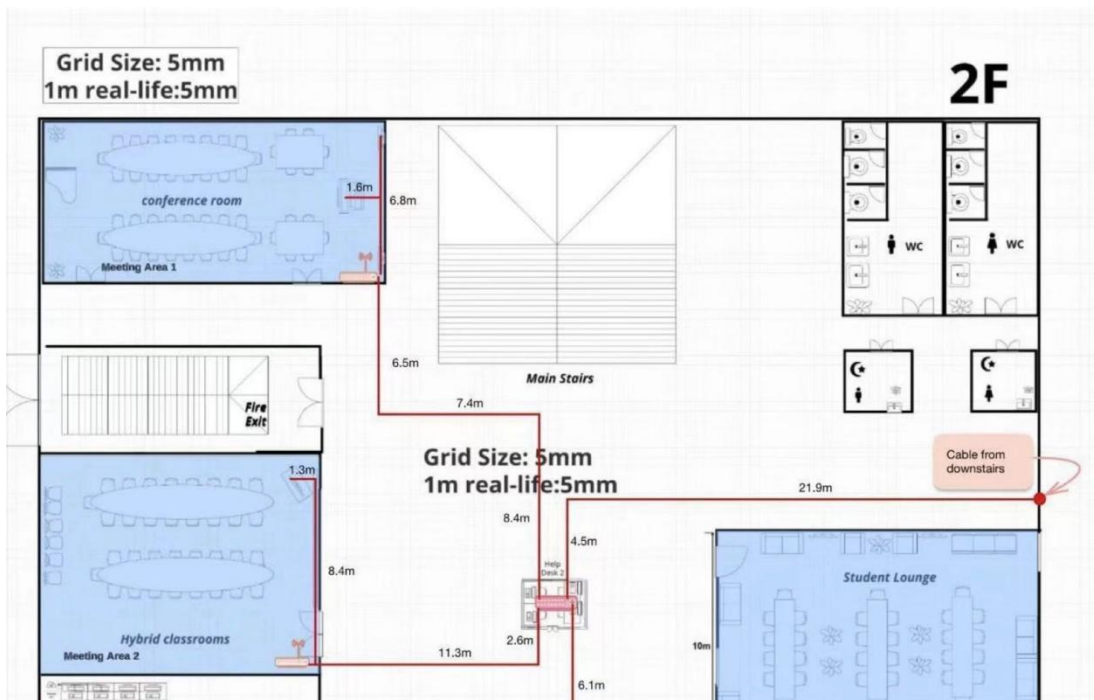 Grid Size: 5mm
1m real-life:5mm
2F
1.6m
6.8m
conference room
Meeting Area 1
WC
WC
6.5m
Main Stairs
Fire
Exit
7.4m
Grid Size: 5mm
1m real-life:5mm
Cable from
downstairs
1.3m
21.9m
8.4m
4.5m
Help
Desk 2
8.4m
Student Lounge
Hybrid classrooms
Meeting Area 2
2.6m
11.3m
10m
6.1m